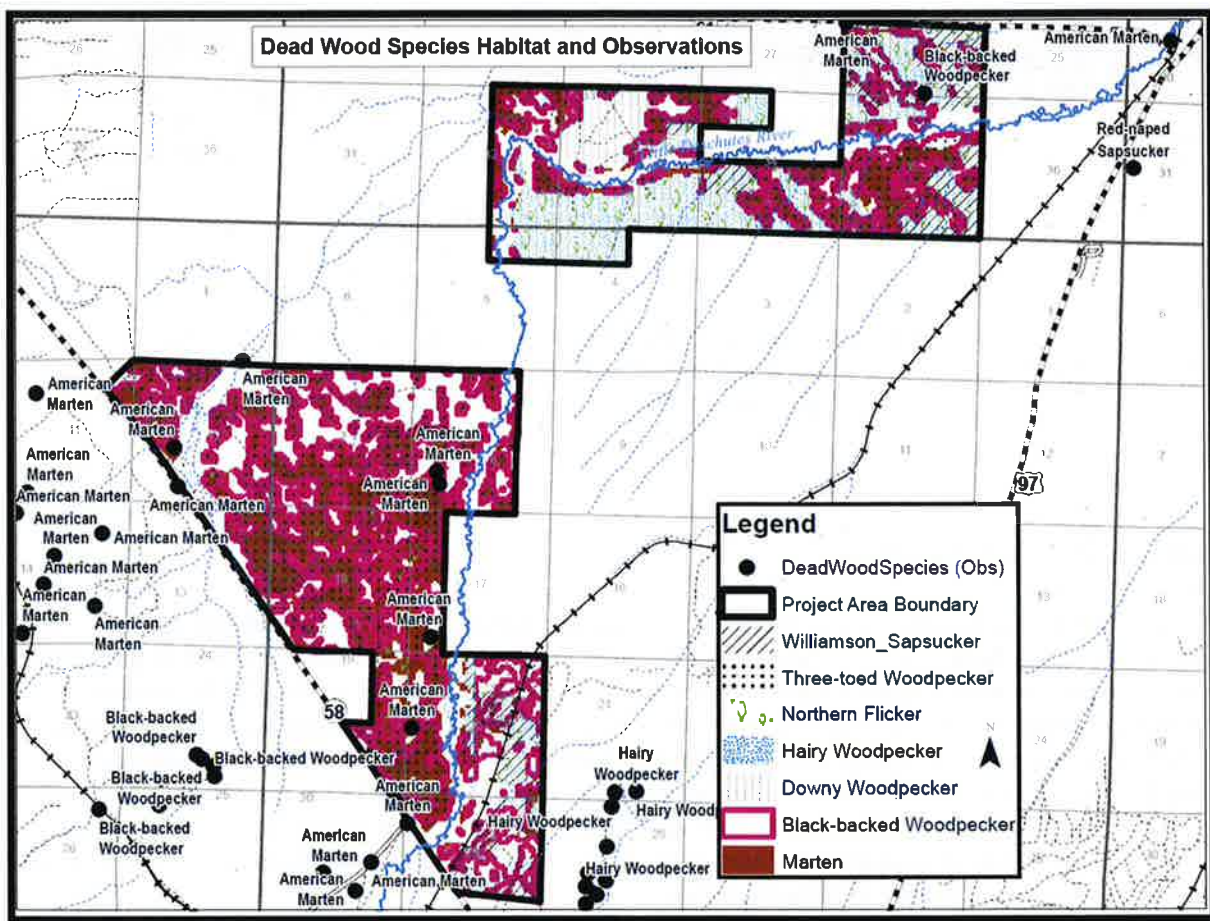 Dead Wood Species Habitat and Observations
American
Marten
Black-backed
Woodpecker
American Marten
Red-naped
Sapsucker
American
Marten
American
Marten
American
Marten
American
Marten
American
Marten
American
Marten
American Marten
American Marten
American
Marten
American Marten
American Marten
American
Marten
American
Marten
American
Marten
American
Marten
58
Black-backed
Woodpecker
Black-backed Woodpecker
Black-backed
Woodpecker
Black-backed
Woodpecker
American
Marten
Hairy Woodpecker
American
Marten
American Marten
American
Marten
Hairy
Woodpecker
Hairy Wood
Hairy Woodpecker
97
Legend
DeadWoodSpecies (Obs)
Project Area Boundary
Williamson_Sapsucker
Three-toed Woodpecker
Northern Flicker
Hairy Woodpecker
Downy Woodpecker
Black-backed Woodpecker
Marten
N